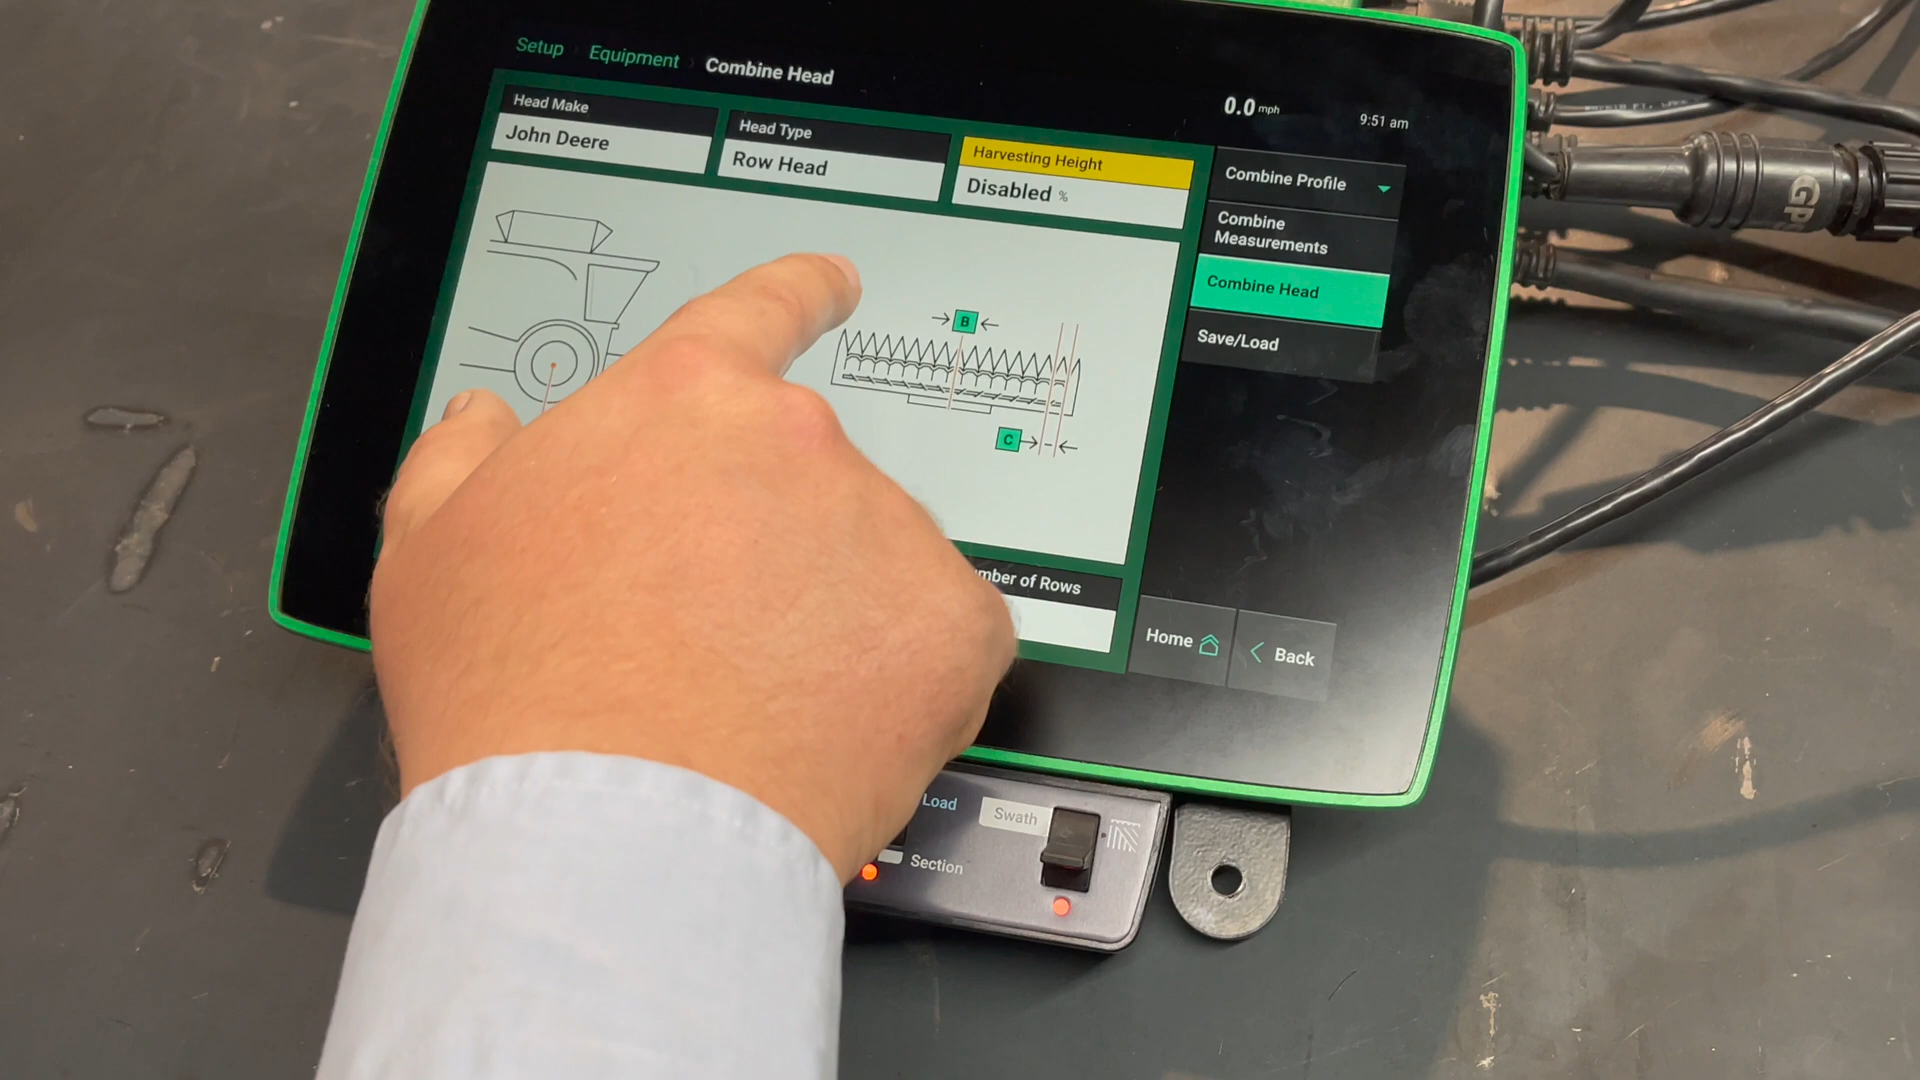 Setup Equipment Combine Head
0.0 mph
9:51 am
Head Make
John Deere
Head Type
Row Head
Harvesting Height
Disabled %
Combine Profile
Combine
Measurements
Combine Head
Save/Load
B
C
of Rows
Home
Back
Load
Swath
Section